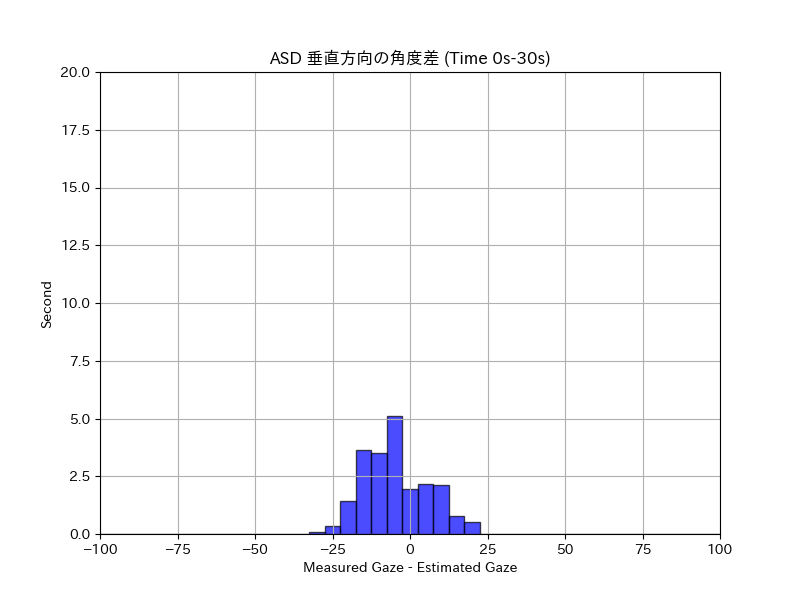 ASD 垂直方向の角度差 (Time 0s-30s)
20.0
17.5
15.0
12.5
10.0
7.5
5.0
2.5
0.0
Second
−100 −75 −50 −25 0 25 50 75 100
Measured Gaze - Estimated Gaze